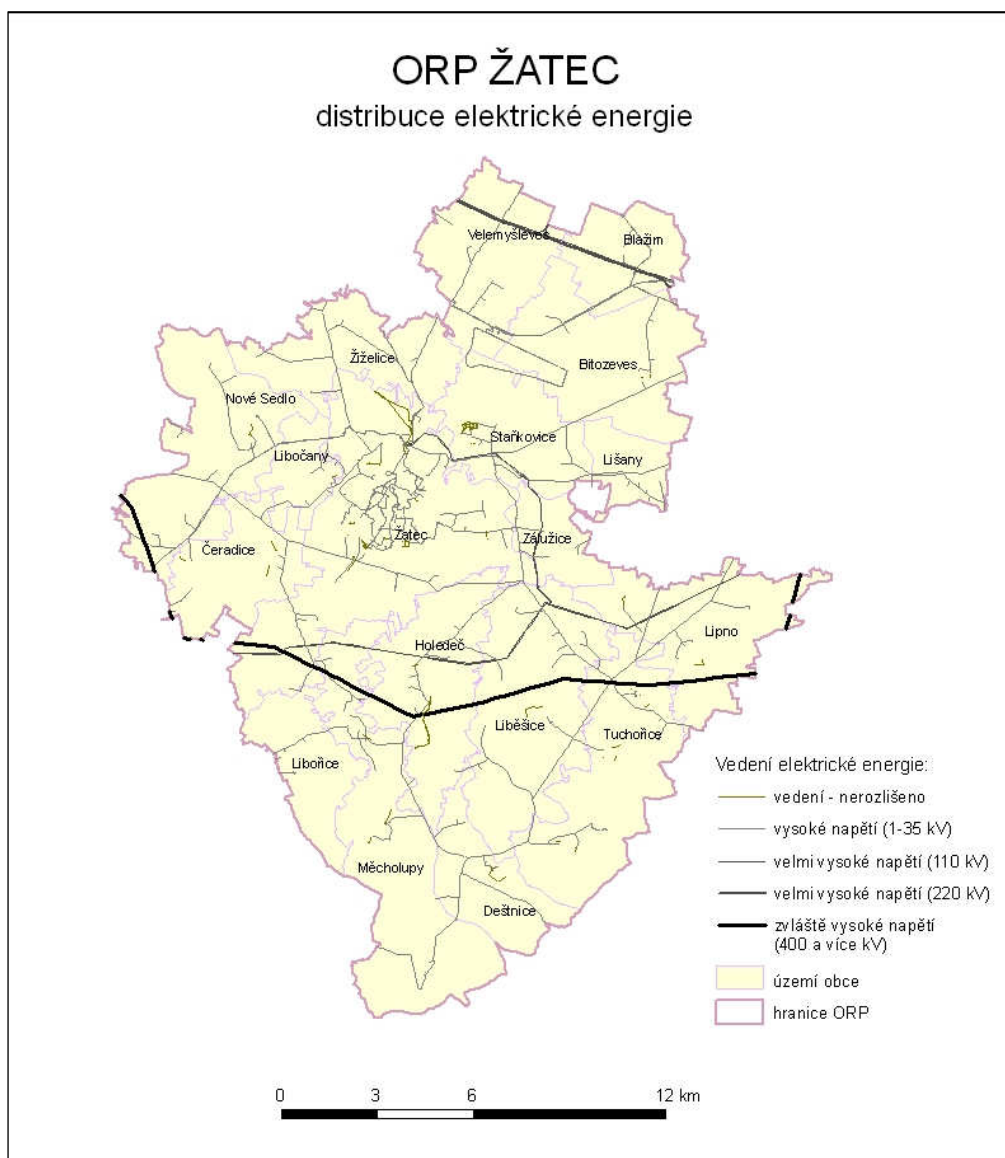 ORP ŽATEC
distribuce elektrické energie
Velemyšleves
Blažim
Žiželice
Bitozeves
Nové Sedlo
Staňkovice
Libočany
Lišany
Žatec
Zálužice
Čeradice
Lipno
Holedeč
Liběšice
Tuchořice
Libořice
Měcholupy
Deštnice
Vedení elektrické energie:
vedení - nerozlišeno
vysoké napětí (1-35 kV)
velmi vysoké napětí (110 kV)
velmi vysoké napětí (220 kV)
zvláště vysoké napětí
(400 a více kV)
území obce
hranice ORP
0 3 6 12 km